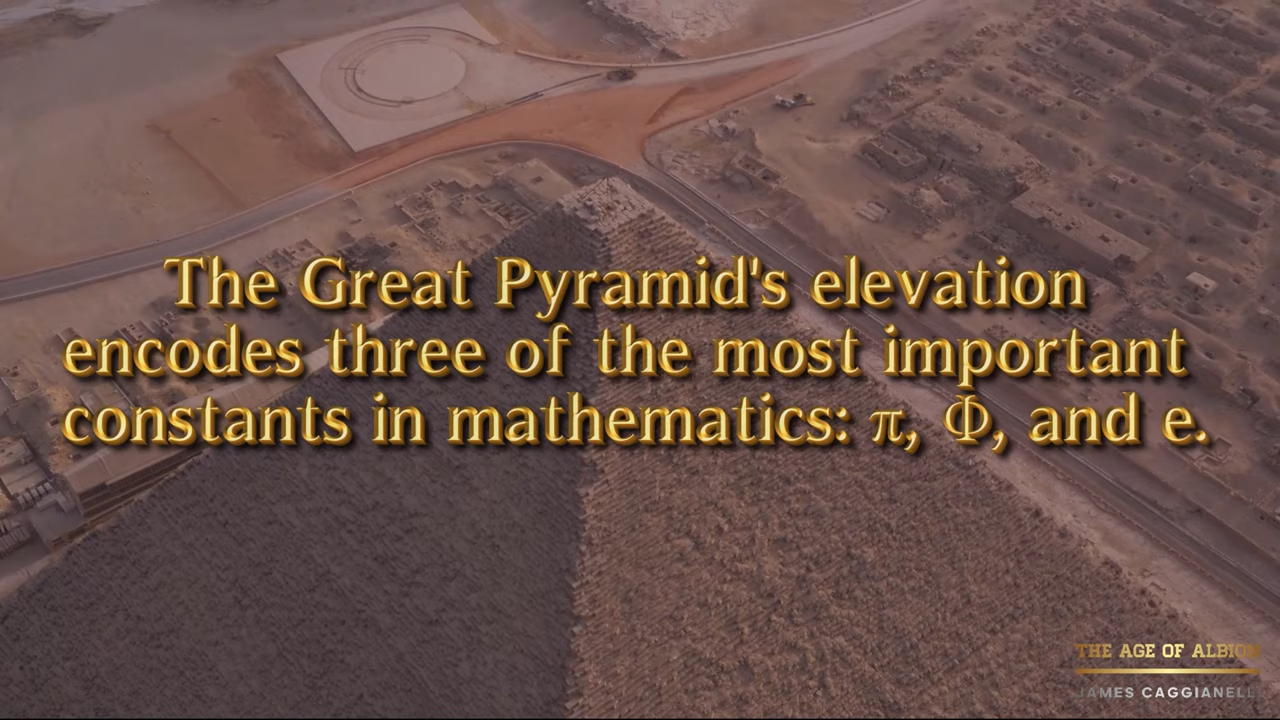 The Great Pyramid's elevation
encodes three of the most important
constants in mathematics: π, Φ, and e.
THE AGE OF ALBION
JAMES CAGGIANELLI